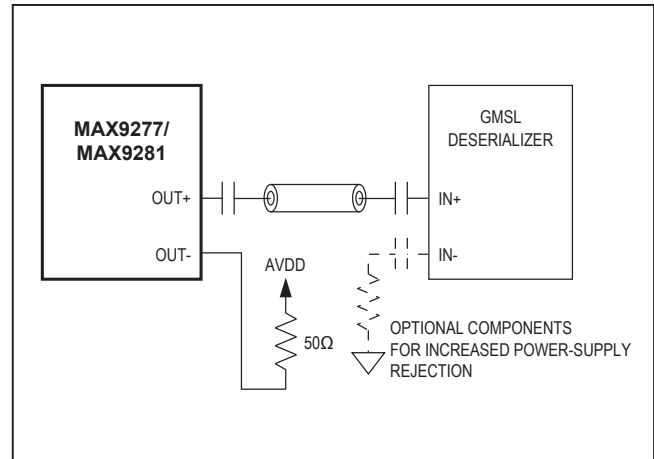 MAX9277/
MAX9281
GMSL
DESERIALIZER
OUT+
IN+
OUT-
IN-
AVDD
50Ω
OPTIONAL COMPONENTS
FOR INCREASED POWER-SUPPLY
REJECTION